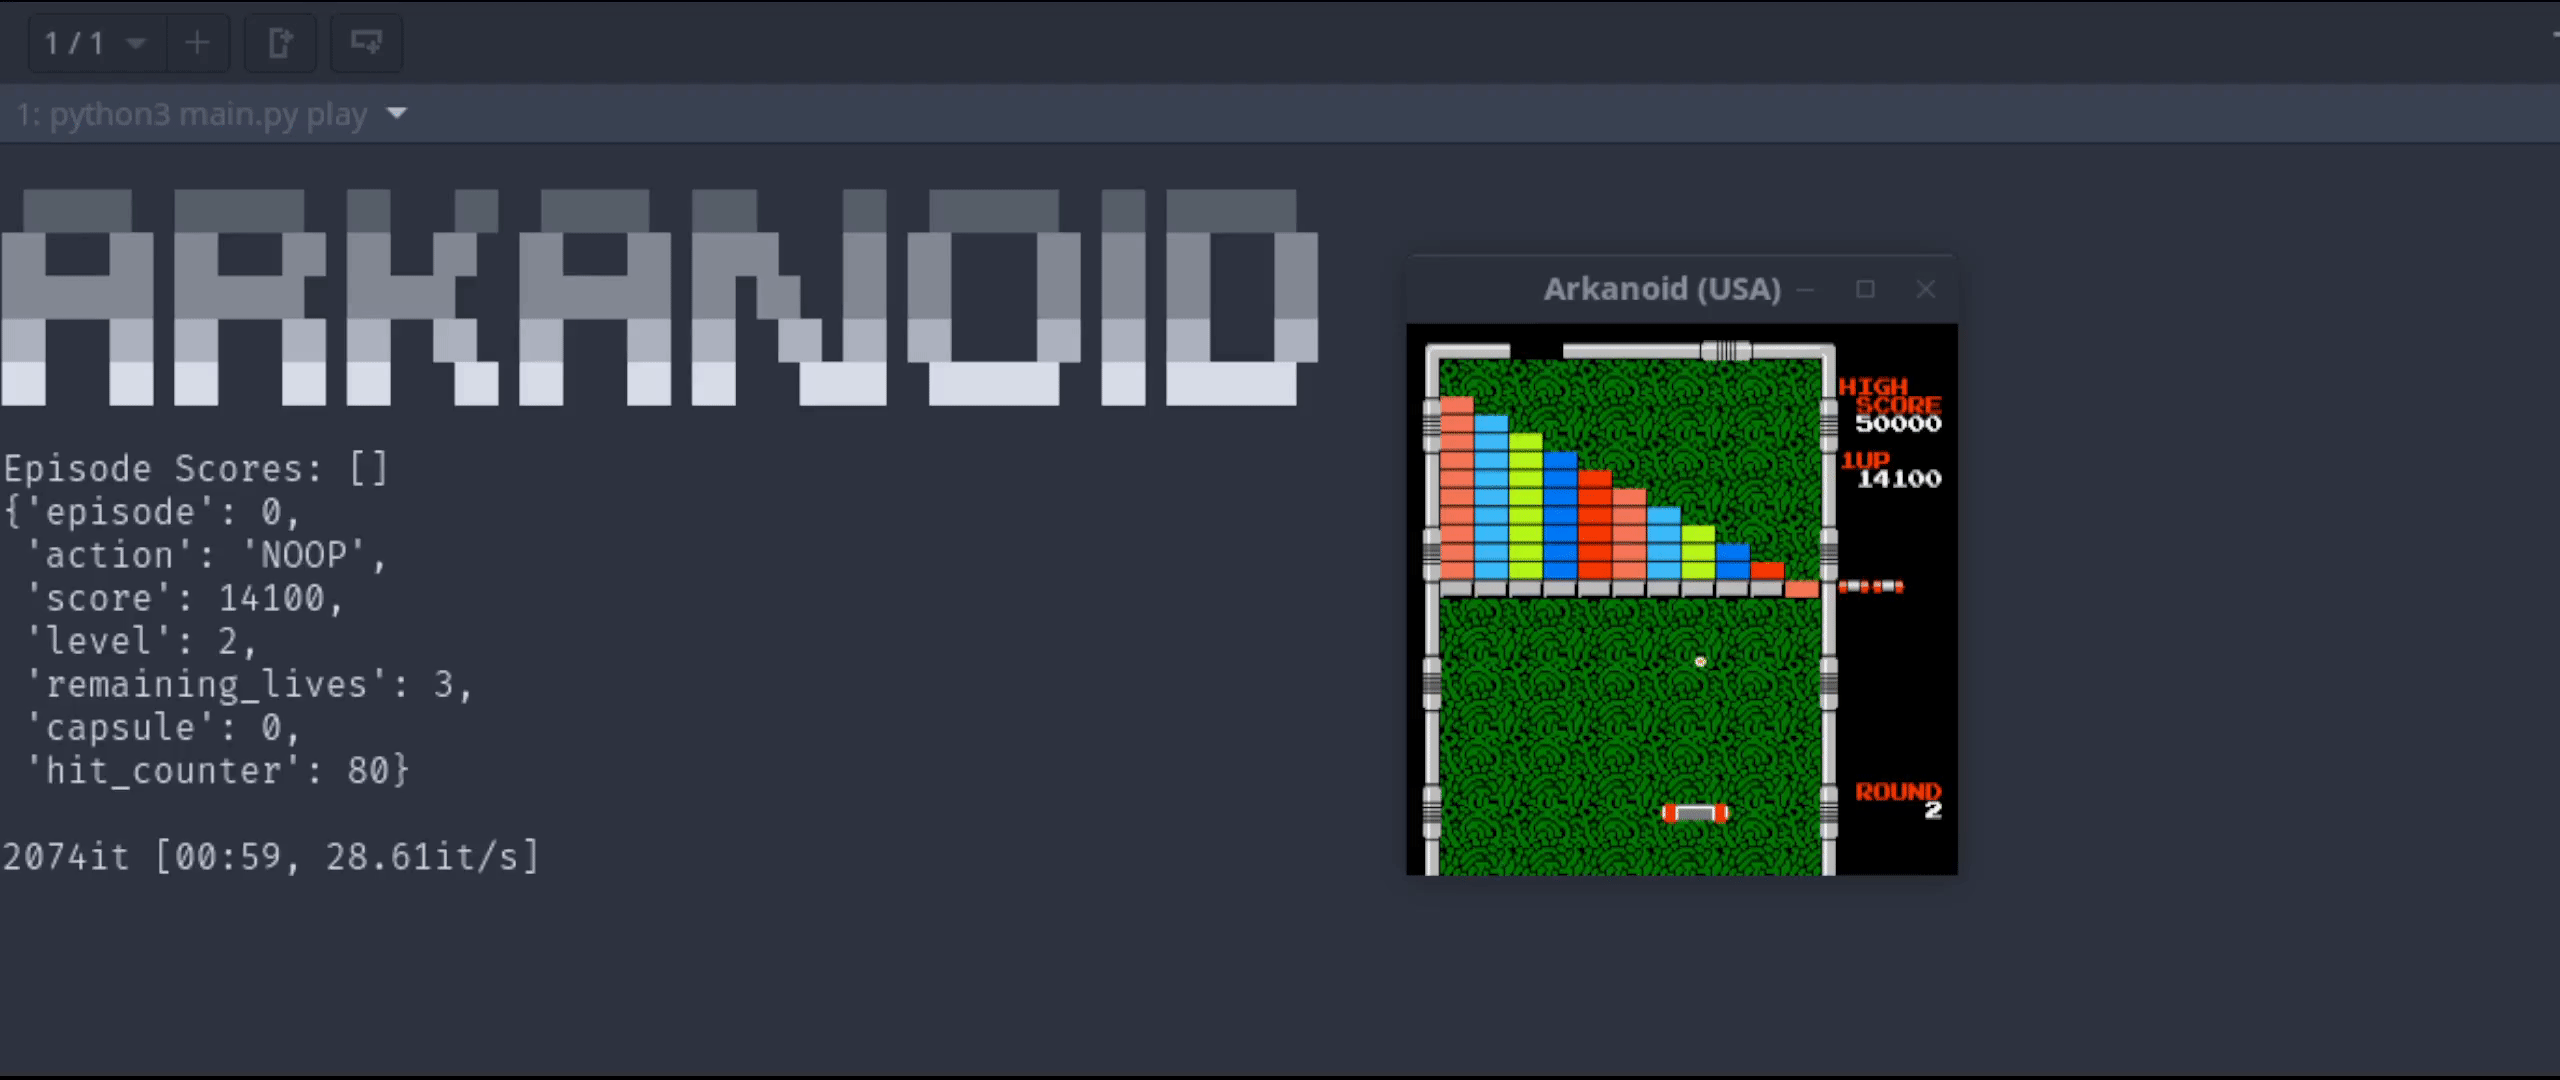 1 / 1
1: python3 main.py play
ARKANOID
Episode Scores: []
{'episode': 0,
'action': 'NOOP',
'score': 14100,
'level': 2,
'remaining_lives': 3,
'capsule': 0,
'hit_counter': 80}
2074it [00:59, 28.61it/s]
Arkanoid (USA)
HIGH
SCORE
50000
1UP
14100
ROUND
2